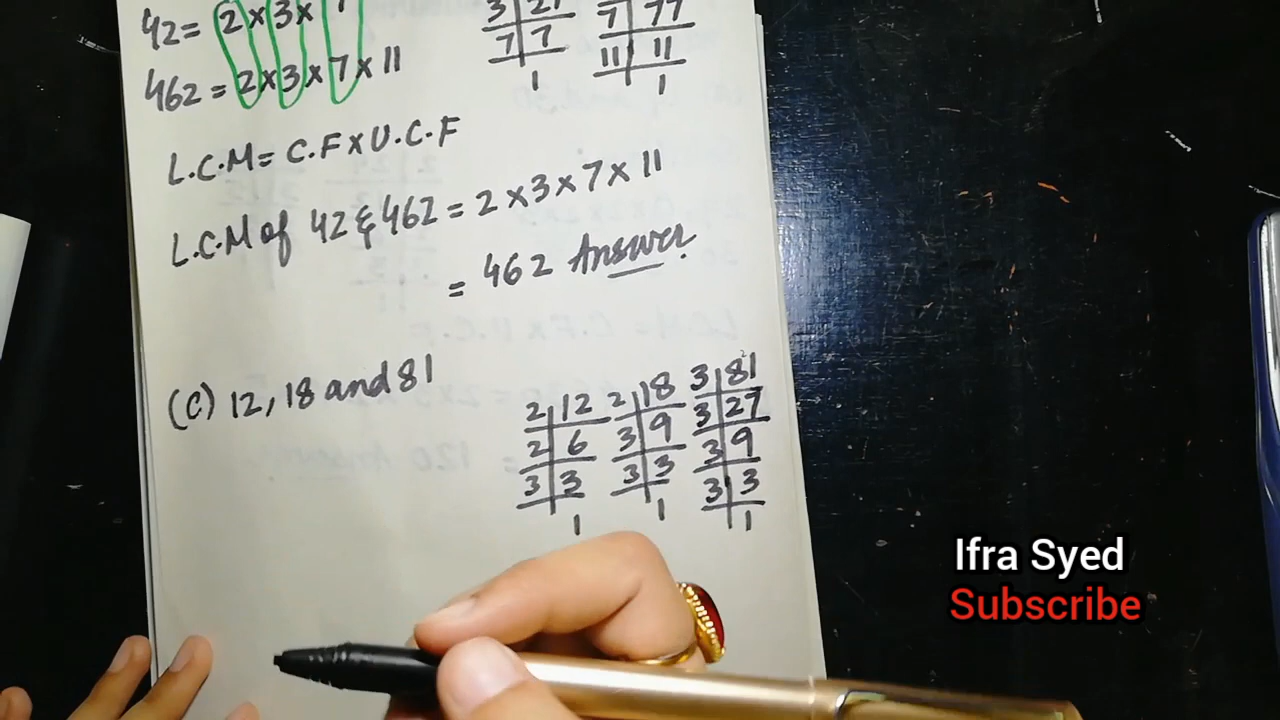 42 = 2 x 3 x 7
462 = 2 x 3 x 7 x 11
3 | 21
7 | 7
1
7 | 77
11 | 11
1
L.C.M = C.F x U.C.F
L.C.M of 42 & 462 = 2 x 3 x 7 x 11
= 462 Answer.
(C) 12, 18 and 81
2 | 12
2 | 6
3 | 3
1
2 | 18
3 | 9
3 | 3
1
3 | 81
3 | 27
3 | 9
3 | 3
1
Ifra Syed
Subscribe